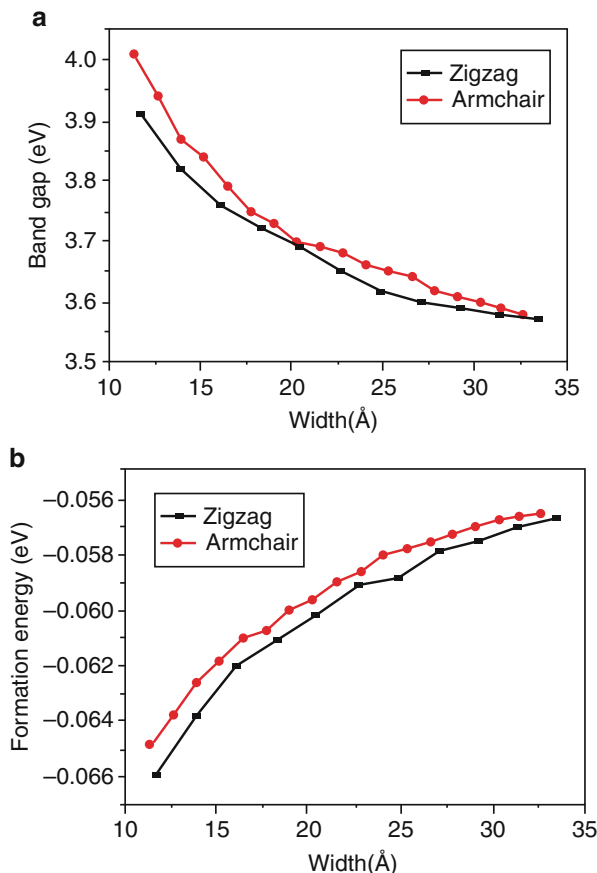 a
Band gap (eV)
4.0
3.9
3.8
3.7
3.6
3.5
Zigzag
Armchair
10 15 20 25 30 35
Width(Å)
b
Formation energy (eV)
−0.056
−0.058
−0.060
−0.062
−0.064
−0.066
Zigzag
Armchair
10 15 20 25 30 35
Width(Å)